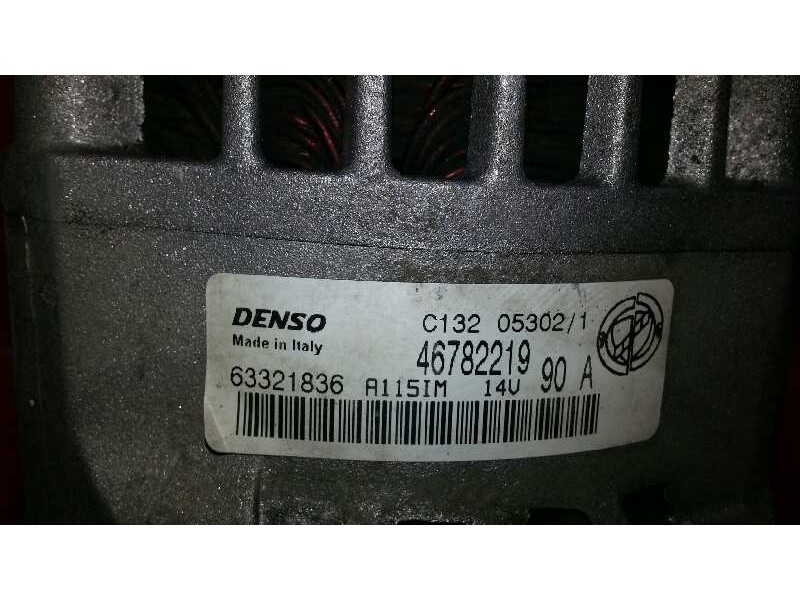 DENSO C132 05302/1
Made in Italy 46782219
63321836 A115IM 14V 90 A